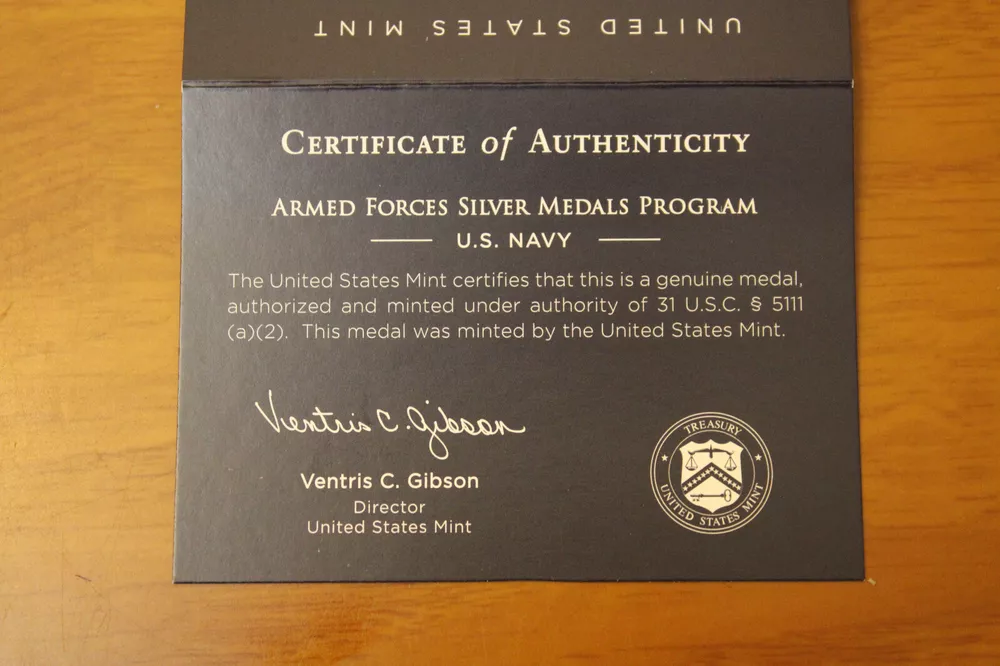 UNITED STATES MINT
CERTIFICATE of AUTHENTICITY
ARMED FORCES SILVER MEDALS PROGRAM
U.S. NAVY
The United States Mint certifies that this is a genuine medal,
authorized and minted under authority of 31 U.S.C. § 5111
(a)(2). This medal was minted by the United States Mint.
Ventris C. Gibson
Ventris C. Gibson
Director
United States Mint
TREASURY
UNITED STATES MINT